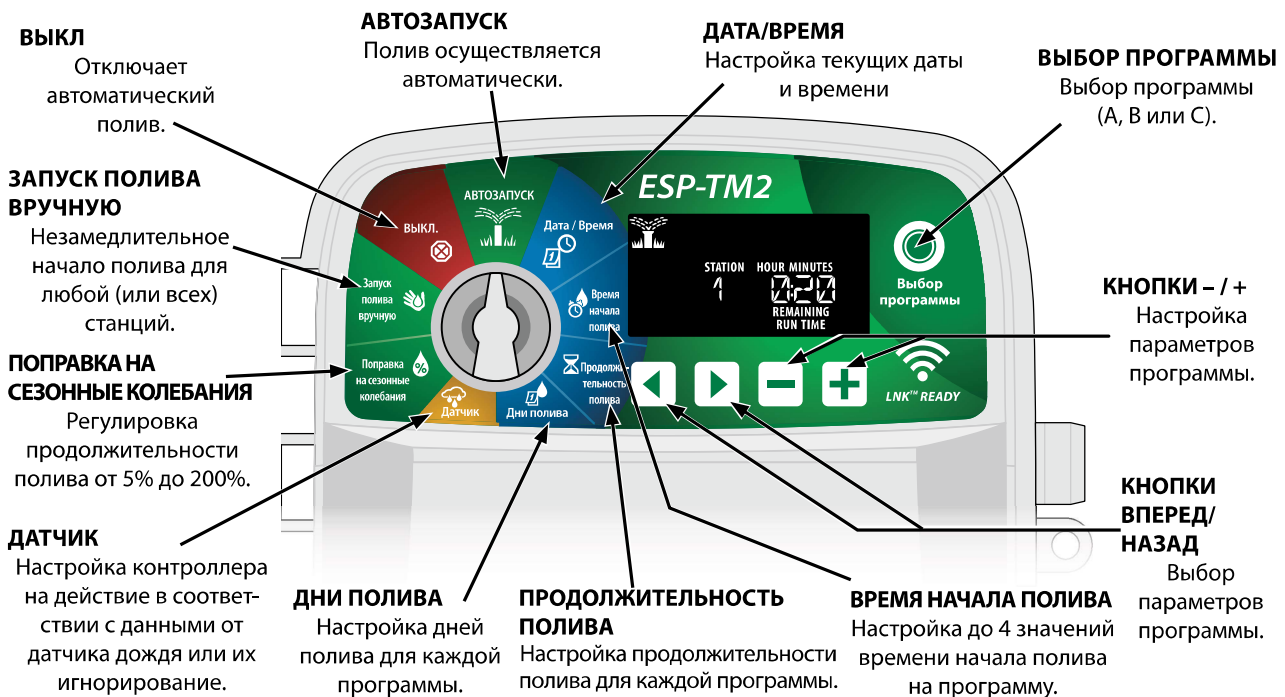 ВЫКЛ
Отключает
автоматический
полив.
АВТОЗАПУСК
Полив осуществляется
автоматически.
ДАТА/ВРЕМЯ
Настройка текущих даты
и времени
ВЫБОР ПРОГРАММЫ
Выбор программы
(A, B или C).
ЗАПУСК ПОЛИВА
ВРУЧНУЮ
Незамедлительное
начало полива для
любой (или всех)
станций.
ПОПРАВКА НА
СЕЗОННЫЕ КОЛЕБАНИЯ
Регулировка
продолжительности
полива от 5% до 200%.
ДАТЧИК
Настройка контроллера
на действие в соответ-
ствии с данными от
датчика дождя или их
игнорирование.
ВЫКЛ.
АВТОЗАПУСК
Дата / Время
1
Время
начала
полива
Продолжи-
тельность
полива
Дни полива
1
Датчик
Поправка
на сезонные
колебания
%
Запуск
полива
вручную
ESP-TM2
STATION
HOUR MINUTES
1
0:20
REMAINING
RUN TIME
Выбор
программы
LNK™ READY
КНОПКИ – / +
Настройка
параметров
программы.
КНОПКИ
ВПЕРЕД/
НАЗАД
Выбор
параметров
программы.
ДНИ ПОЛИВА
Настройка дней
полива для каждой
программы.
ПРОДОЛЖИТЕЛЬНОСТЬ
ПОЛИВА
Настройка продолжительности
полива для каждой программы.
ВРЕМЯ НАЧАЛА ПОЛИВА
Настройка до 4 значений
времени начала полива
на программу.